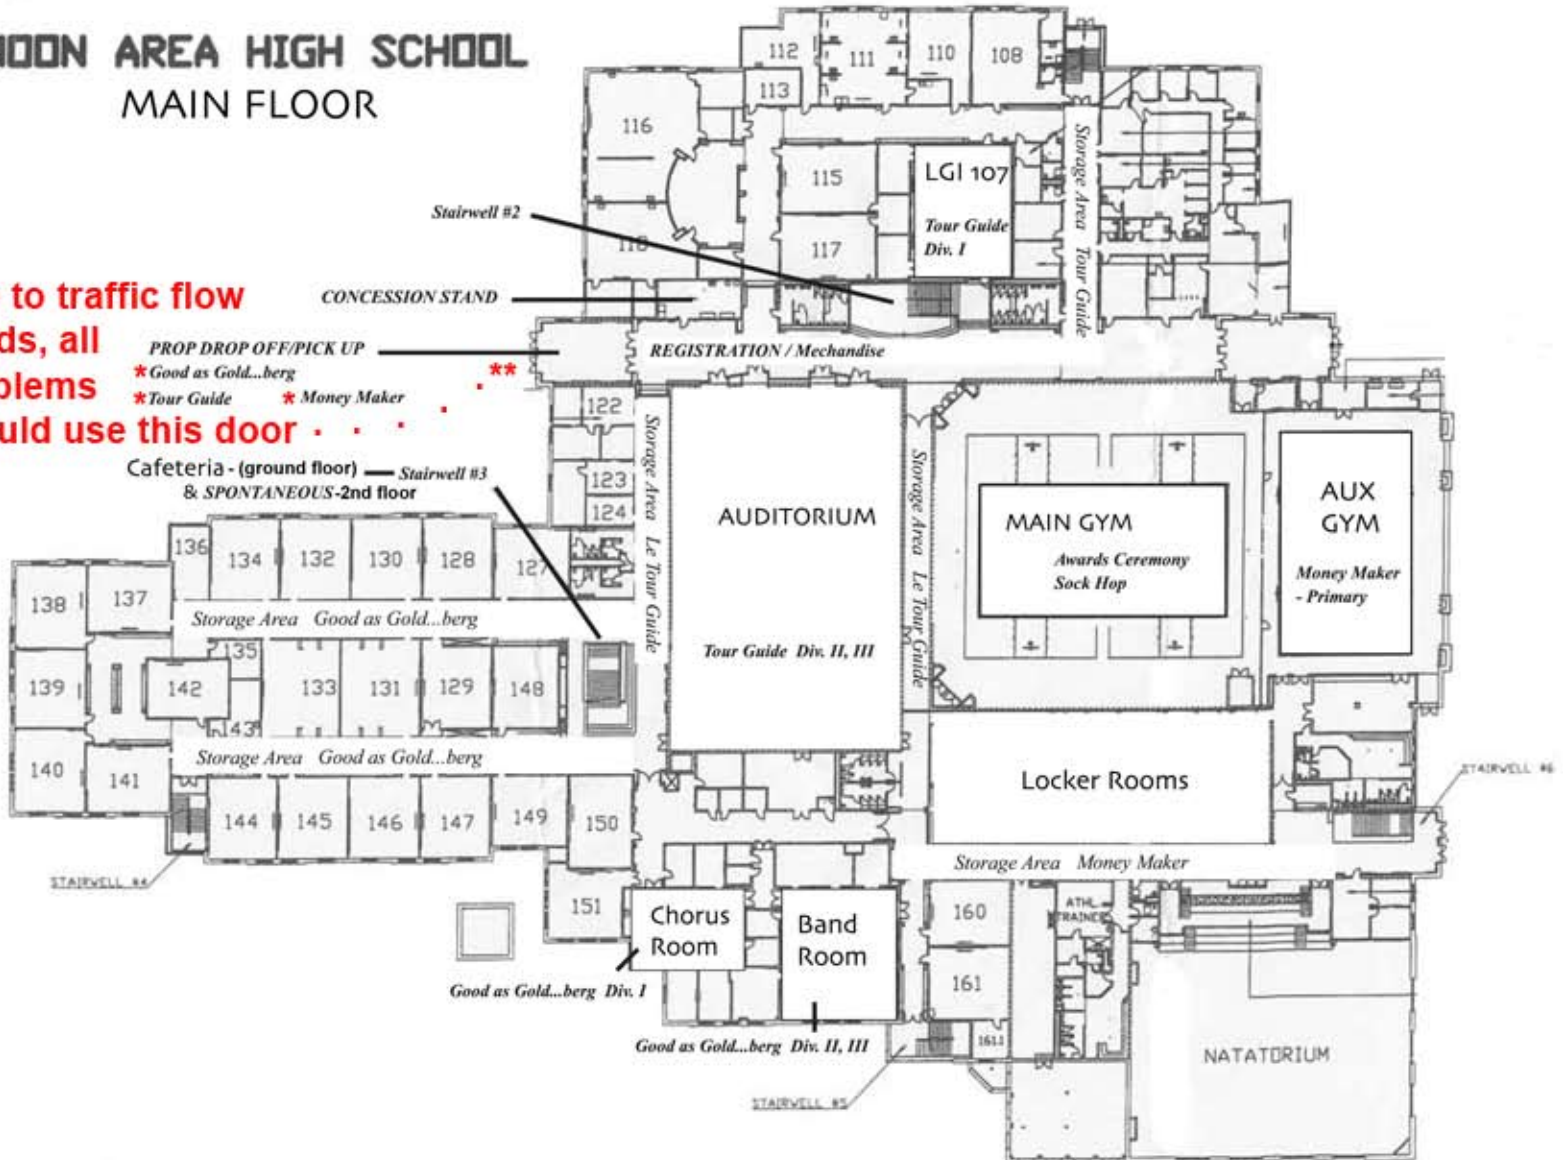 MOON AREA HIGH SCHOOL
MAIN FLOOR
112
111
110
108
113
116
115
LGI 107
Tour Guide
Div. I
117
118
Storage Area Tour Guide
Stairwell #2
CONCESSION STAND
to traffic flow
all
PROP DROP OFF/PICK UP
*Good as Gold...berg
*Tour Guide
* Money Maker
**
use this door
REGISTRATION / Mechandise
Cafeteria - (ground floor)
& SPONTANEOUS-2nd floor
Stairwell #3
122
123
124
Storage Area Le Tour Guide
AUDITORIUM
Tour Guide Div. II, III
Storage Area Le Tour Guide
MAIN GYM
Awards Ceremony
Sock Hop
AUX
GYM
Money Maker
- Primary
136
134
132
130
128
127
138
137
Storage Area Good as Gold...berg
135
139
142
133
131
129
148
143
Storage Area Good as Gold...berg
140
141
144
145
146
147
149
150
151
STAIRWELL #4
Locker Rooms
STAIRWELL #6
Storage Area Money Maker
Chorus
Room
Good as Gold...berg Div. I
Band
Room
Good as Gold...berg Div. II, III
160
161
161.1
ATHL.
TRAINER
STAIRWELL #5
NATATORIUM